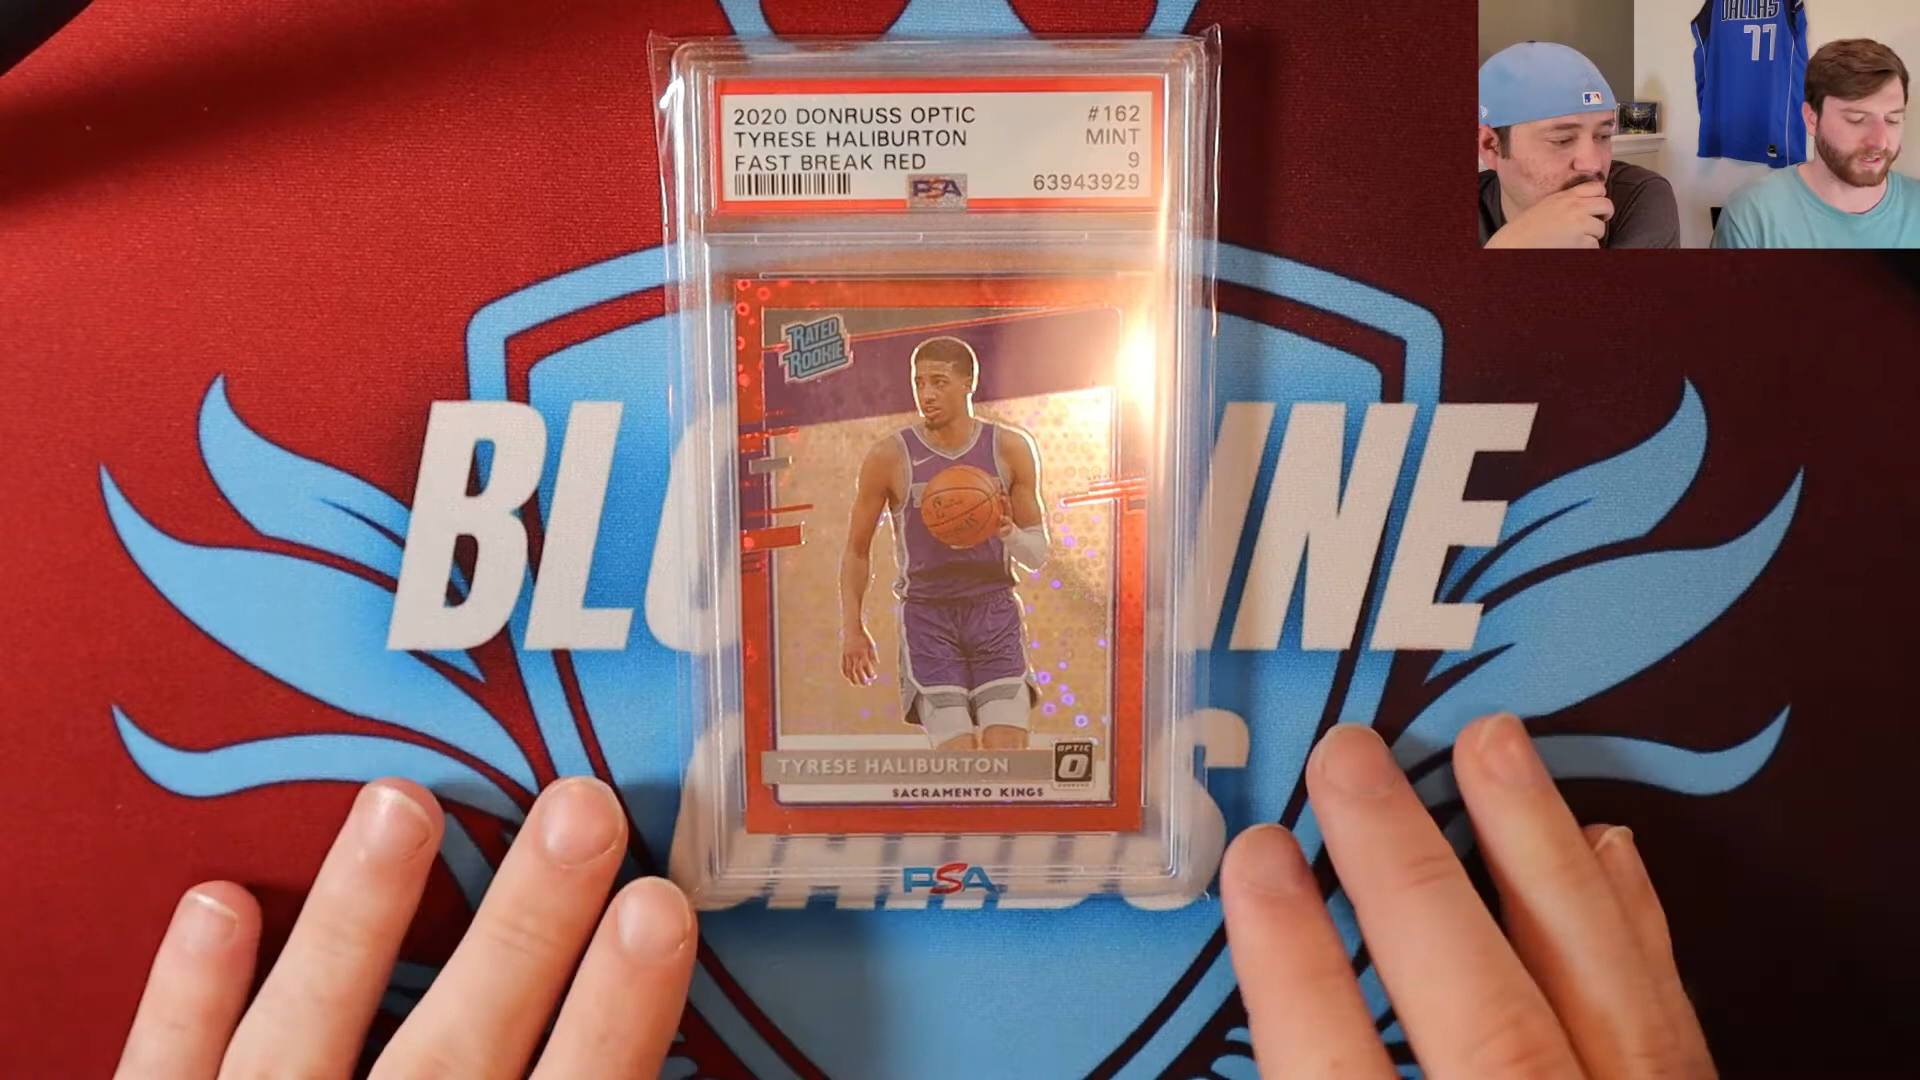 2020 DONRUSS OPTIC #162
TYRESE HALIBURTON MINT
FAST BREAK RED 9
PSA 63943929
RATED
ROOKIE
TYRESE HALIBURTON
OPTIC
SACRAMENTO KINGS
PSA
DALLAS
77